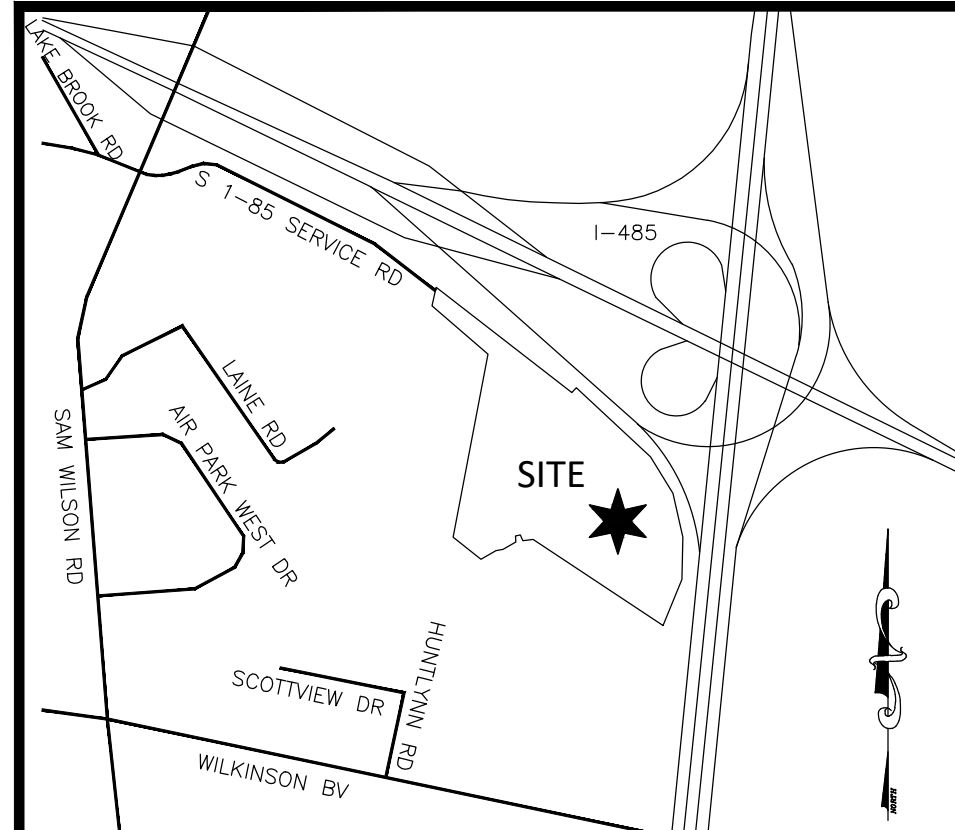 LAKE BROOK RD
S 1-85 SERVICE RD
I-485
LAINE RD
AIR PARK WEST DR
SAM WILSON RD
SITE
HUNTLYNN RD
SCOTTVIEW DR
WILKINSON BV
NORTH